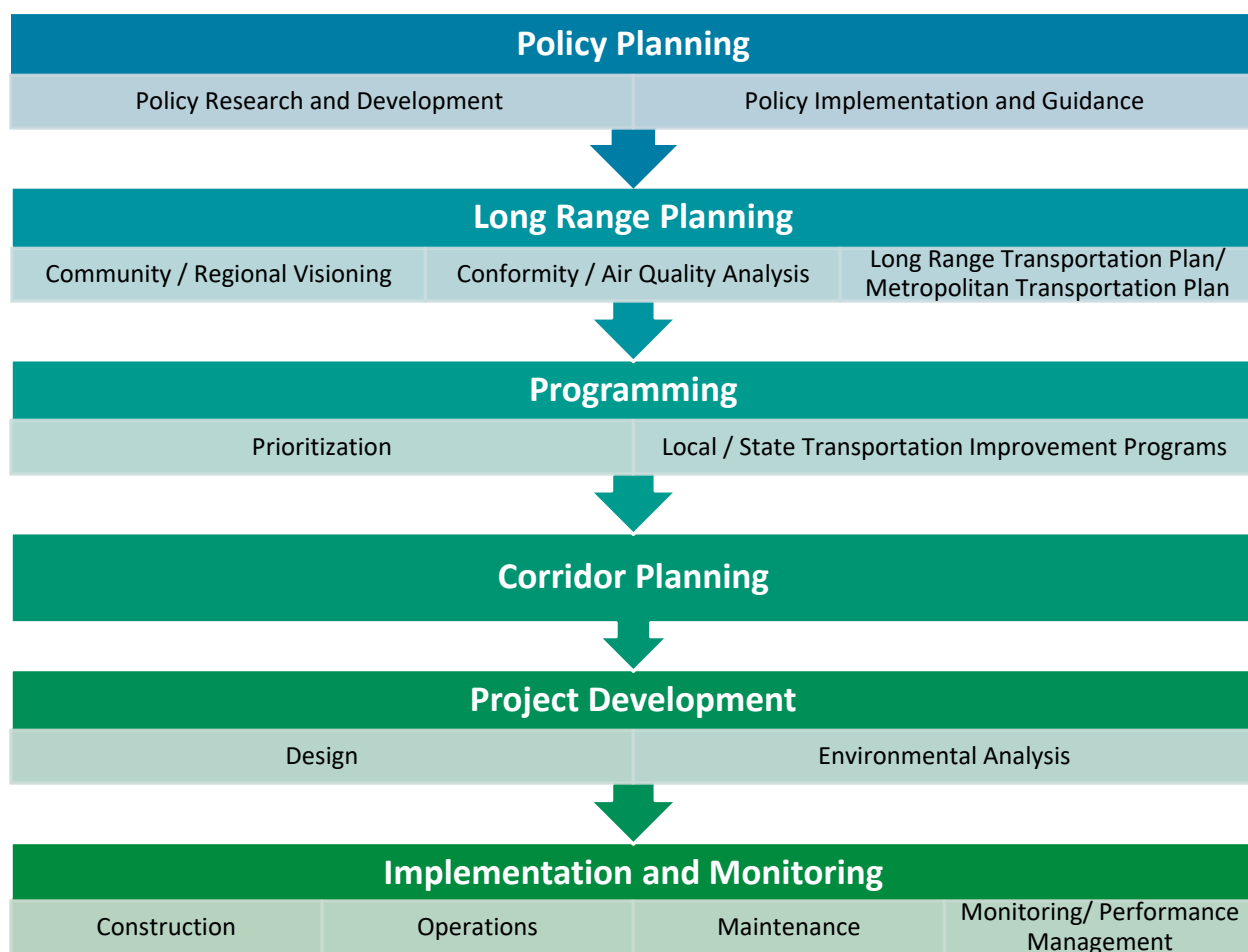 Policy Planning
Policy Research and Development
Policy Implementation and Guidance
Long Range Planning
Community / Regional Visioning
Conformity / Air Quality Analysis
Long Range Transportation Plan/
Metropolitan Transportation Plan
Programming
Prioritization
Local / State Transportation Improvement Programs
Corridor Planning
Project Development
Design
Environmental Analysis
Implementation and Monitoring
Construction
Operations
Maintenance
Monitoring/ Performance
Management